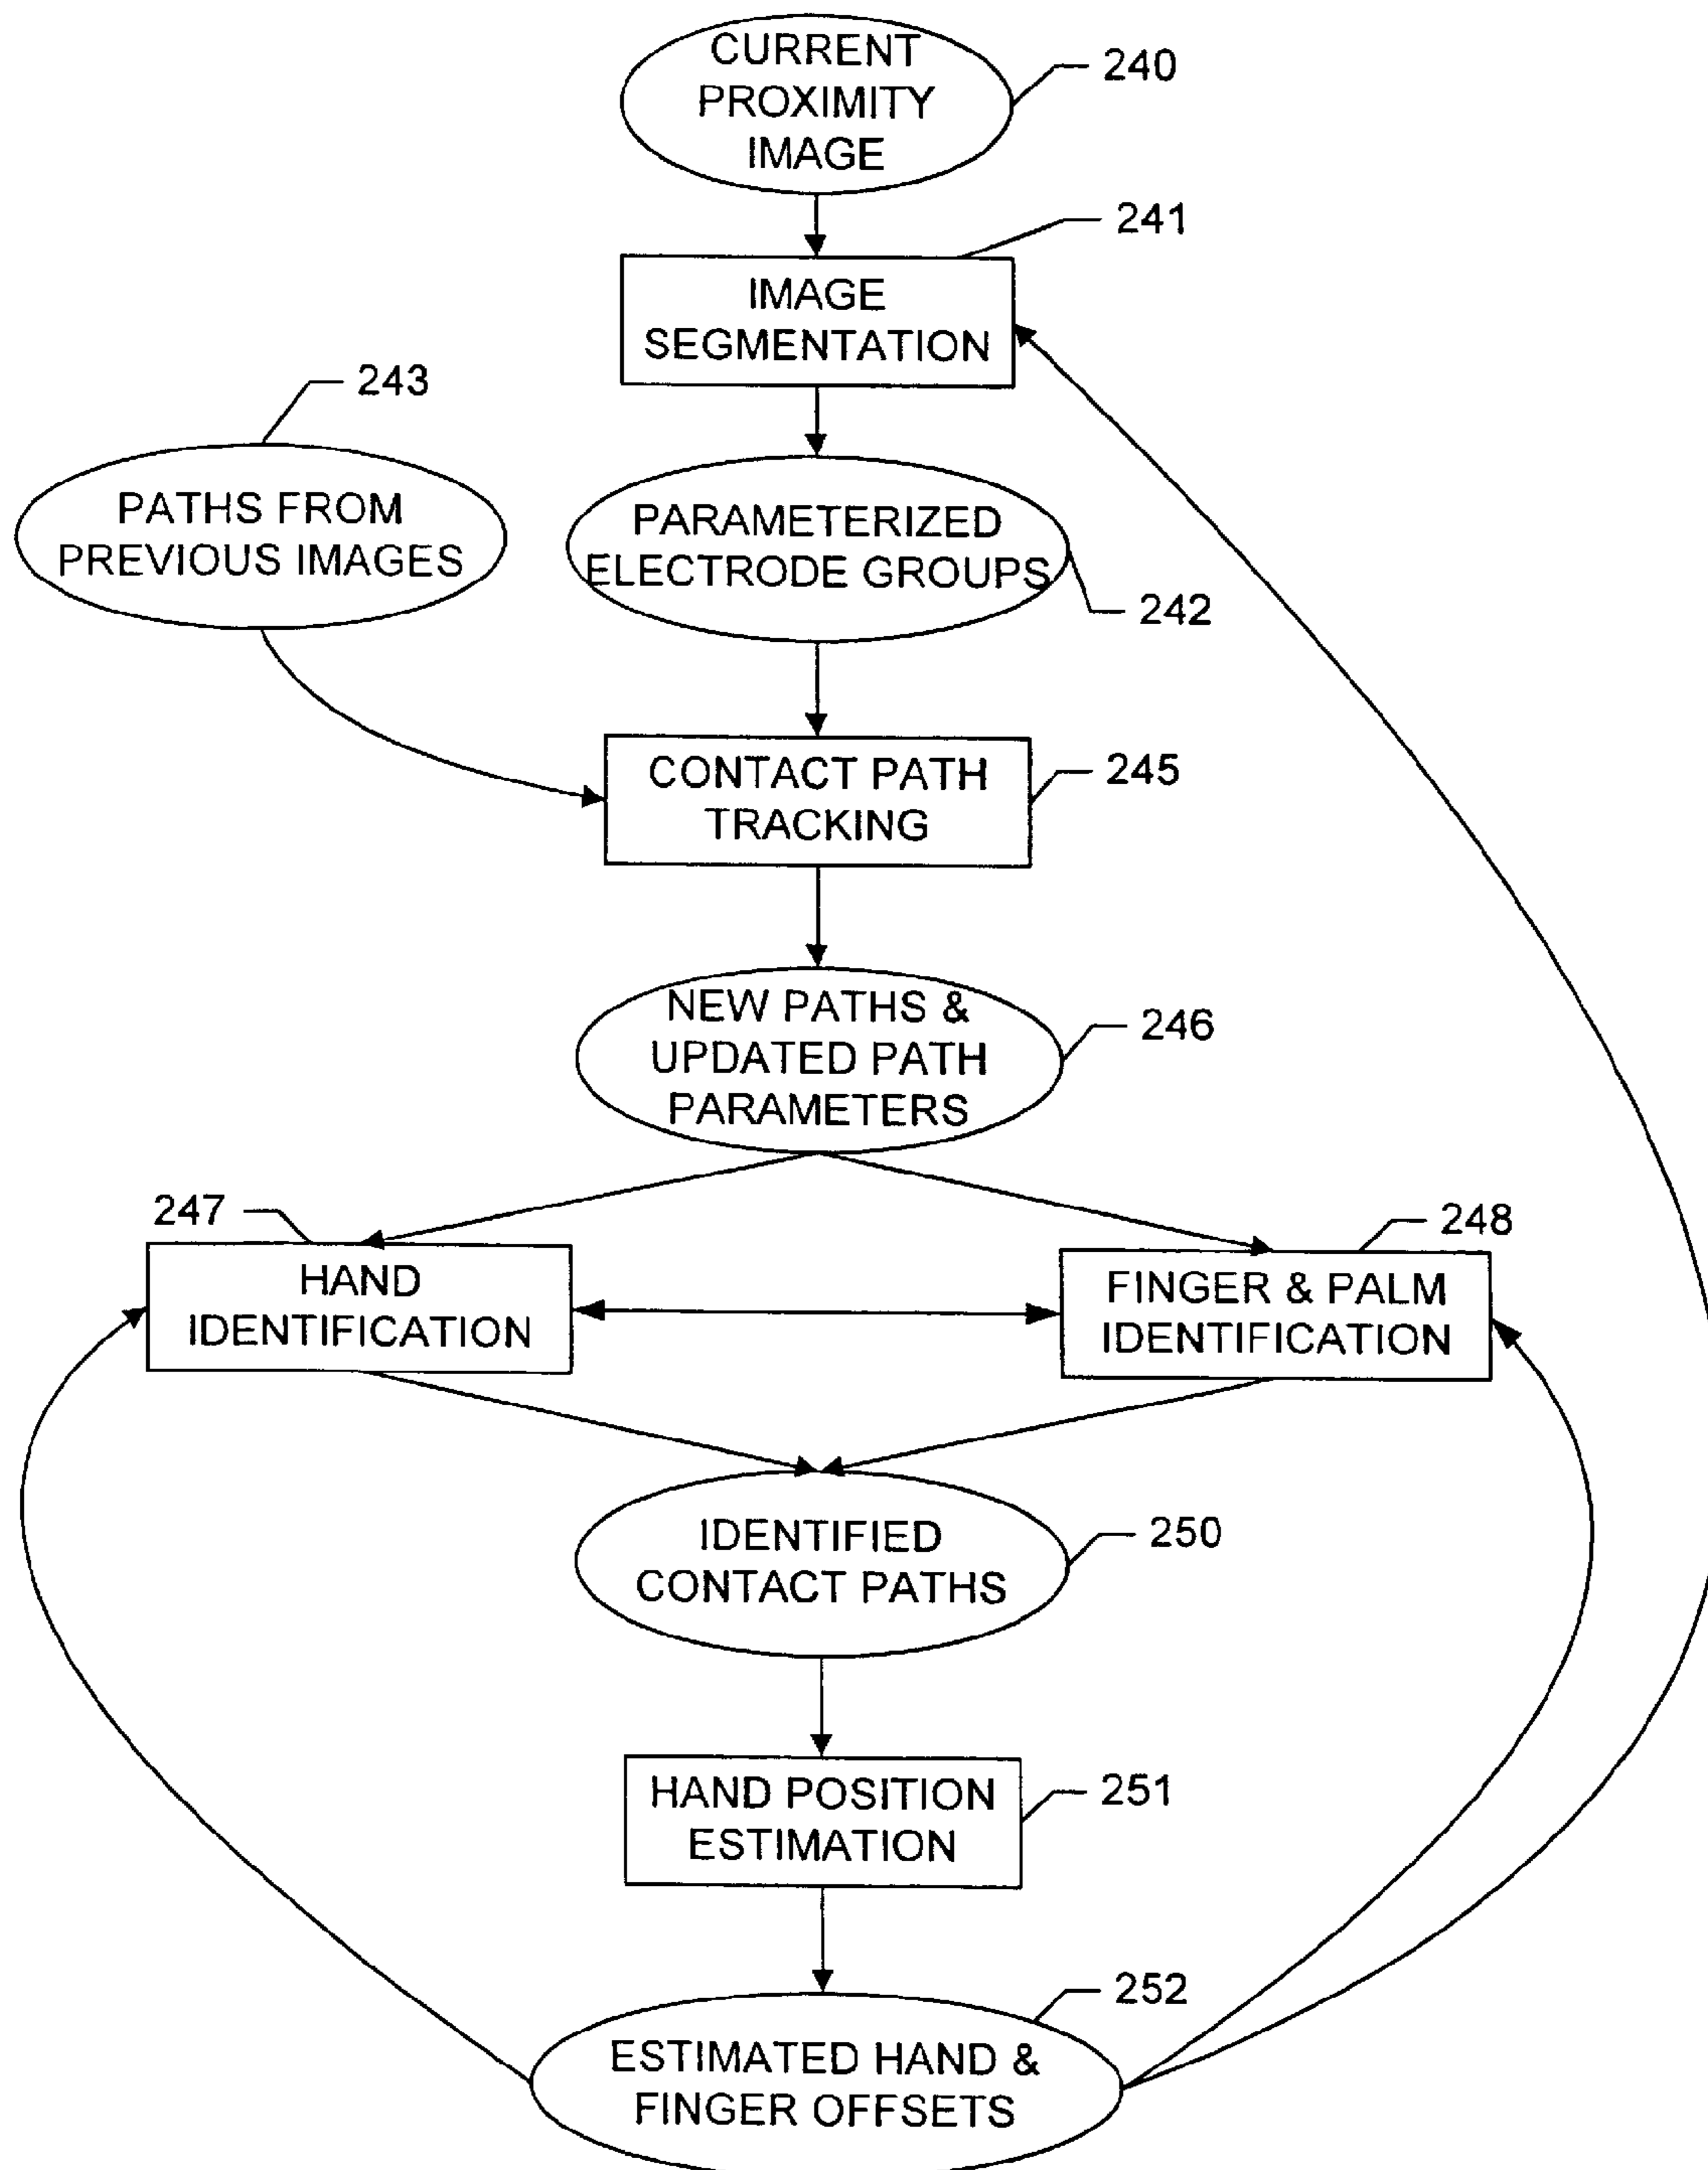 CURRENT
PROXIMITY
IMAGE
240
241
IMAGE
SEGMENTATION
243
PATHS FROM
PREVIOUS IMAGES
PARAMETERIZED
ELECTRODE GROUPS
242
CONTACT PATH
TRACKING
245
NEW PATHS &
UPDATED PATH
PARAMETERS
246
247
HAND
IDENTIFICATION
248
FINGER & PALM
IDENTIFICATION
IDENTIFIED
CONTACT PATHS
250
HAND POSITION
ESTIMATION
251
252
ESTIMATED HAND &
FINGER OFFSETS